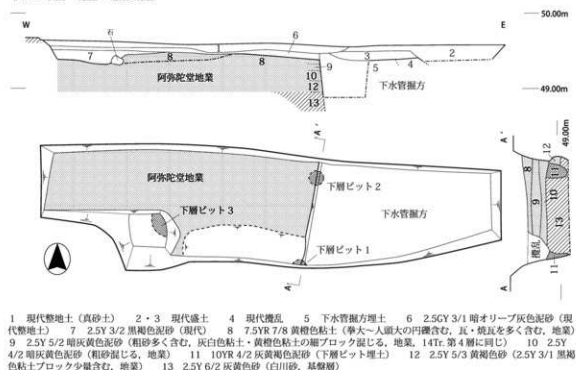 W
E
50.00m
49.00m
石
6
7
8
8
9
10
12
13
3
5
4
2
阿弥陀堂地業
下水管掘方
A'
A
阿弥陀堂地業
下層ピット 2
下層ピット 3
下水管掘方
下層ピット 1
A'
A
49.00m
12
11
8
9
10
13
攪乱
11
1 現代整地土（真砂土） 2・3 現代盛土 4 現代攪乱 5 下水管掘方埋土 6 2.5GY 3/1 暗オリーブ灰色泥砂（現
代整地土） 7 2.5Y 3/2 黒褐色泥砂（現代） 8 7.5YR 7/8 黄橙色粘土（拳大～人頭大の円礫含む，瓦・焼瓦を多く含む，地業）
9 2.5Y 5/2 暗灰黄色泥砂（粗砂多く含む，灰白色粘土・黄橙色粘土の細ブロック混じる，地業，14Tr. 第4層に同じ） 10 2.5Y
4/2 暗灰黄色泥砂（粗砂混じる，地業） 11 10YR 4/2 灰黄褐色泥砂（下層ピット埋土） 12 2.5Y 5/3 黄褐色砂（2.5Y 3/1 黒褐
色粘土ブロック少量含む，地業） 13 2.5Y 6/2 灰黄色砂（白川砂，基盤層）